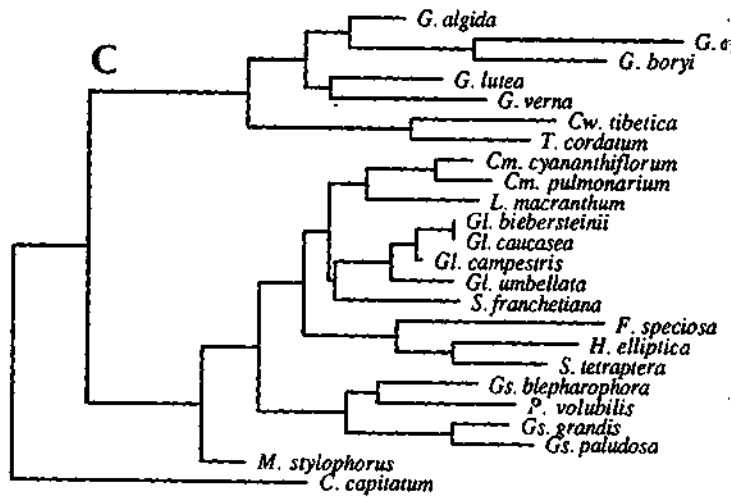 G. algida
C
G.
G. boryi
G. lutea
G. verna
Cw. tibetica
T. cordatum
Cm. cyananthiflorum
Cm. pulmonarium
L. macranthum
Gl. biebersteinii
Gl. caucasea
Gl. campestris
Gl. umbellata
S. franchetiana
F. speciosa
H. elliptica
S. tetraptera
Gs. blepharophora
P. volubilis
Gs. grandis
Gs. paludosa
M. stylophorus
C. capitatum